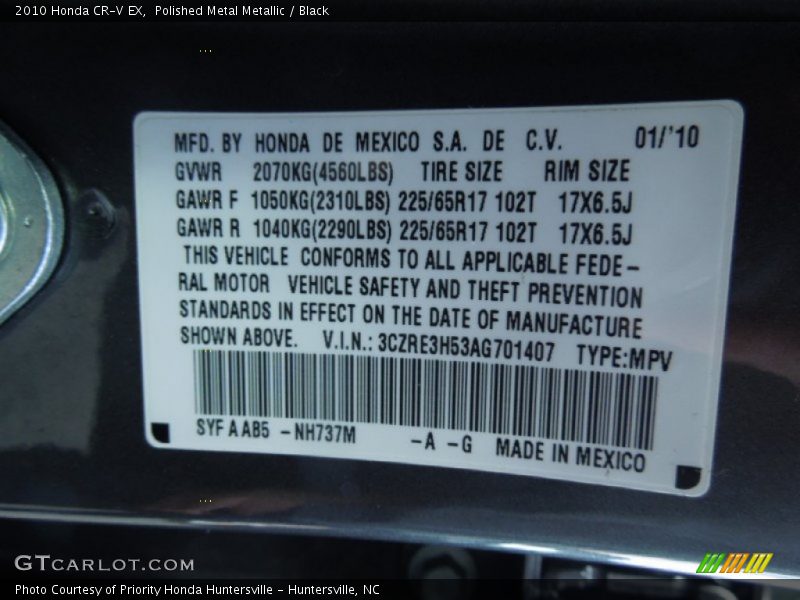 2010 Honda CR-V EX,  Polished Metal Metallic / Black
MFD. BY HONDA DE MEXICO S.A. DE C.V. 01/'10
GVWR 2070KG(4560LBS) TIRE SIZE RIM SIZE
GAWR F 1050KG(2310LBS) 225/65R17 102T 17X6.5J
GAWR R 1040KG(2290LBS) 225/65R17 102T 17X6.5J
THIS VEHICLE CONFORMS TO ALL APPLICABLE FEDE-
RAL MOTOR VEHICLE SAFETY AND THEFT PREVENTION
STANDARDS IN EFFECT ON THE DATE OF MANUFACTURE
SHOWN ABOVE. V.I.N.: 3CZRE3H53AG701407 TYPE:MPV
SYF AAB5 -NH737M -A -G MADE IN MEXICO
GTCARLOT.COM
Photo Courtesy of Priority Honda Huntersville - Huntersville, NC